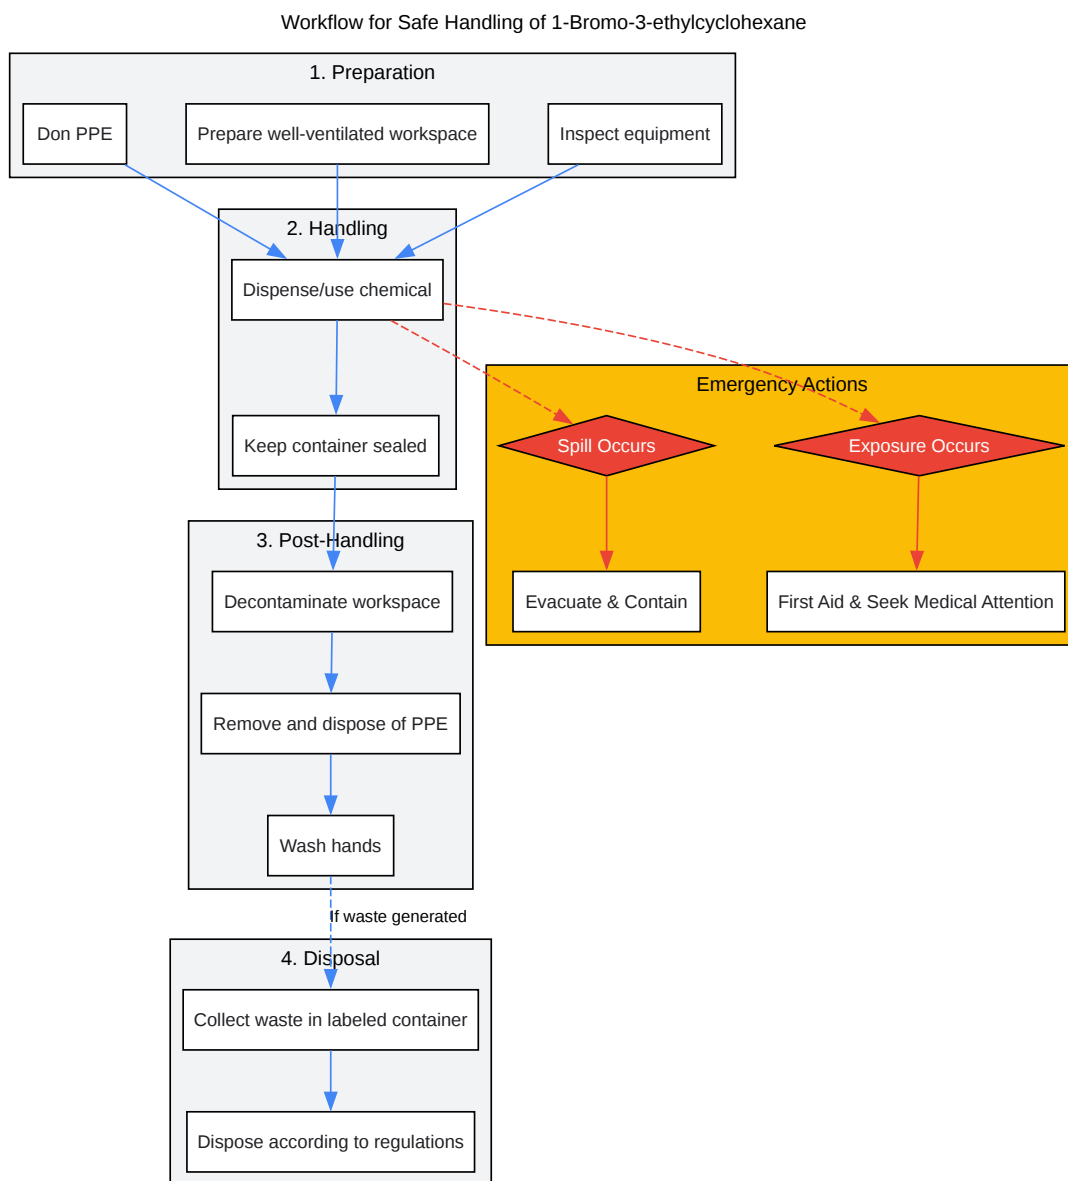 Workflow for Safe Handling of 1-Bromo-3-ethylcyclohexane
1. Preparation
Don PPE
Prepare well-ventilated workspace
Inspect equipment
2. Handling
Dispense/use chemical
Keep container sealed
Emergency Actions
Spill Occurs
Exposure Occurs
Evacuate & Contain
First Aid & Seek Medical Attention
3. Post-Handling
Decontaminate workspace
Remove and dispose of PPE
Wash hands
If waste generated
4. Disposal
Collect waste in labeled container
Dispose according to regulations